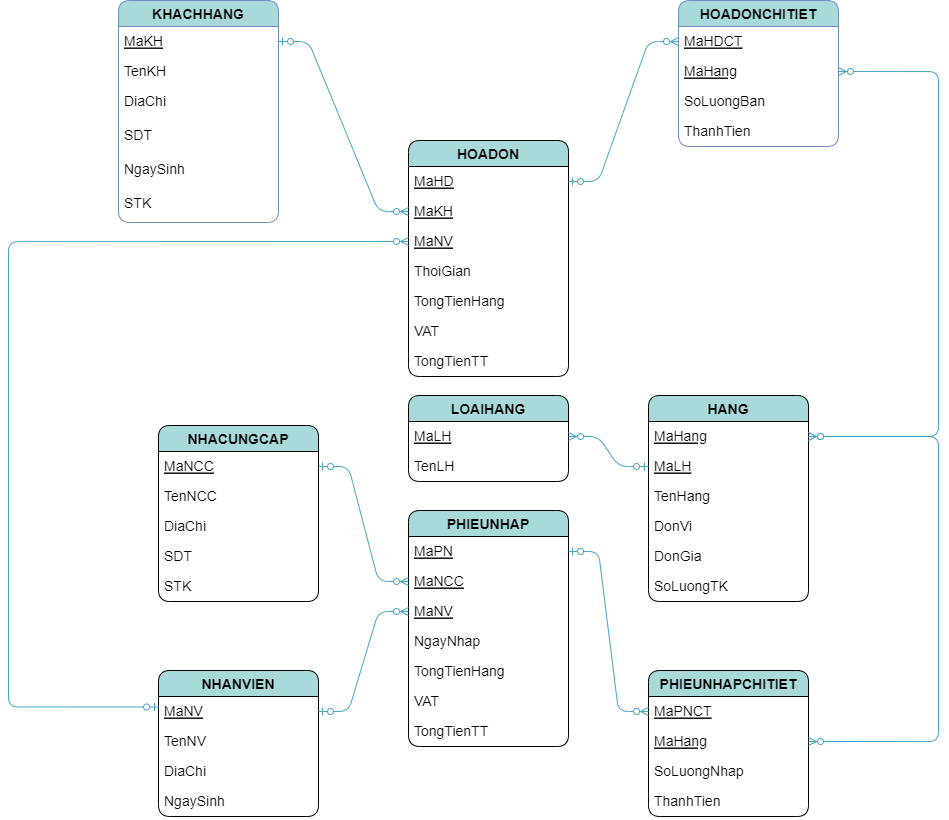 KHACHHANG
MaKH
TenKH
DiaChi
SDT
NgaySinh
STK
HOADONCHITIET
MaHDCT
MaHang
SoLuongBan
ThanhTien
HOADON
MaHD
MaKH
MaNV
ThoiGian
TongTienHang
VAT
TongTienTT
LOAIHANG
MaLH
TenLH
HANG
MaHang
MaLH
TenHang
DonVi
DonGia
SoLuongTK
NHACUNGCAP
MaNCC
TenNCC
DiaChi
SDT
STK
PHIEUNHAP
MaPN
MaNCC
MaNV
NgayNhap
TongTienHang
VAT
TongTienTT
NHANVIEN
MaNV
TenNV
DiaChi
NgaySinh
PHIEUNHAPCHITIET
MaPNCT
MaHang
SoLuongNhap
ThanhTien